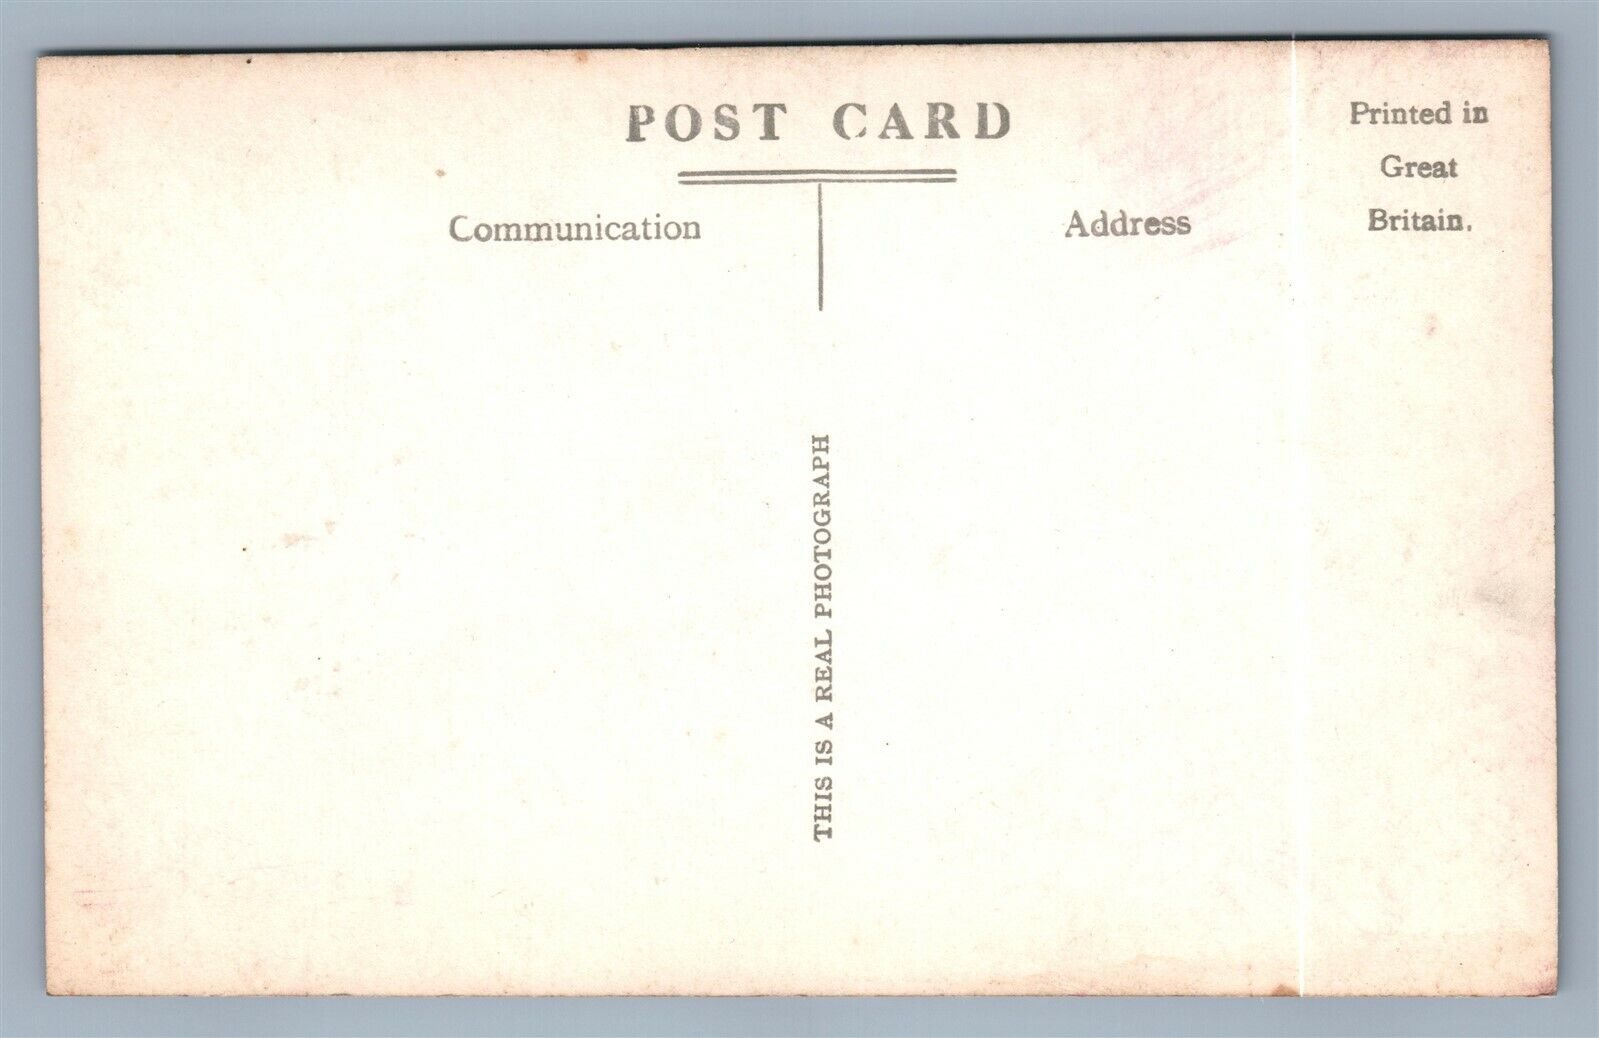 POST CARD
Communication
Address
Printed in
Great
Britain.
THIS IS A REAL PHOTOGRAPH